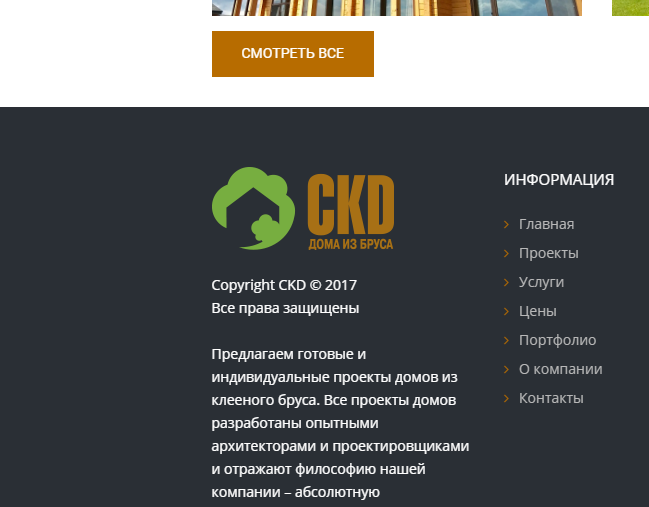 СМОТРЕТЬ ВСЕ
CKD
ДОМА ИЗ БРУСА
Copyright CKD © 2017
Все права защищены
Предлагаем готовые и
индивидуальные проекты домов из
клееного бруса. Все проекты домов
разработаны опытными
архитекторами и проектировщиками
и отражают философию нашей
компании – абсолютную
ИНФОРМАЦИЯ
Главная
Проекты
Услуги
Цены
Портфолио
О компании
Контакты